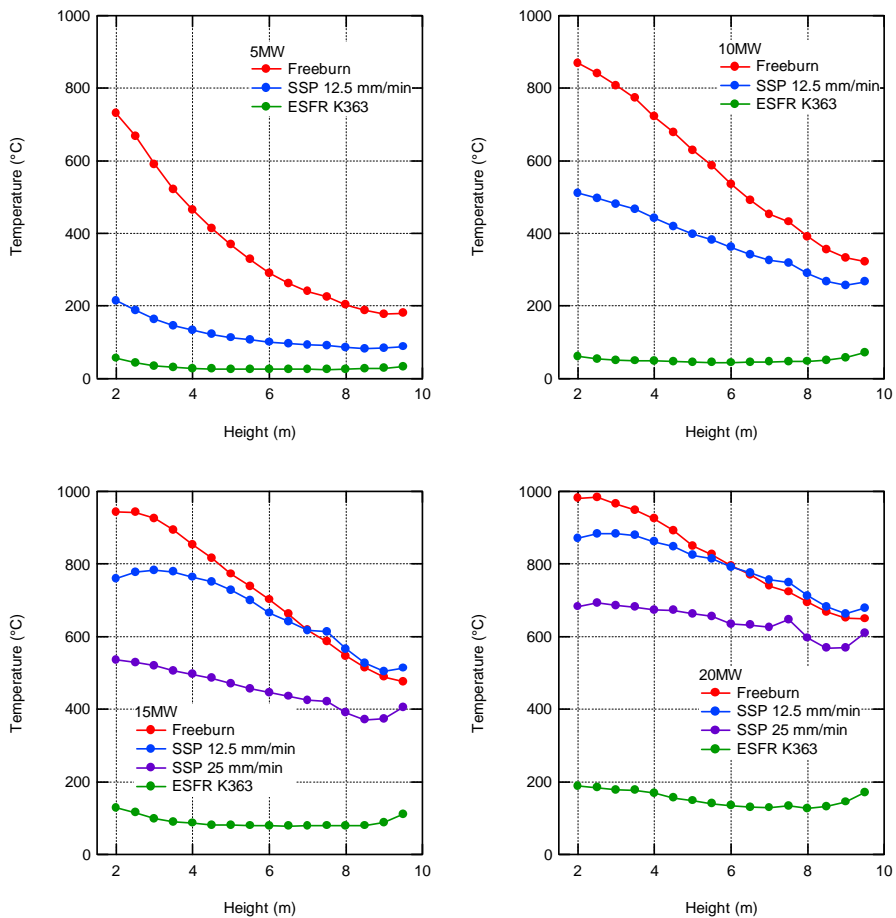 1000
800
600
400
200
0
Temperature (°C)
2
4
6
8
10
Height (m)
5MW
Freeburn
SSP 12.5 mm/min
ESFR K363
1000
800
600
400
200
0
Temperature (°C)
2
4
6
8
10
Height (m)
10MW
Freeburn
SSP 12.5 mm/min
ESFR K363
1000
800
600
400
200
0
Temperature (°C)
2
4
6
8
10
Height (m)
15MW
Freeburn
SSP 12.5 mm/min
SSP 25 mm/min
ESFR K363
1000
800
600
400
200
0
Temperature (°C)
2
4
6
8
10
Height (m)
20MW
Freeburn
SSP 12.5 mm/min
SSP 25 mm/min
ESFR K363